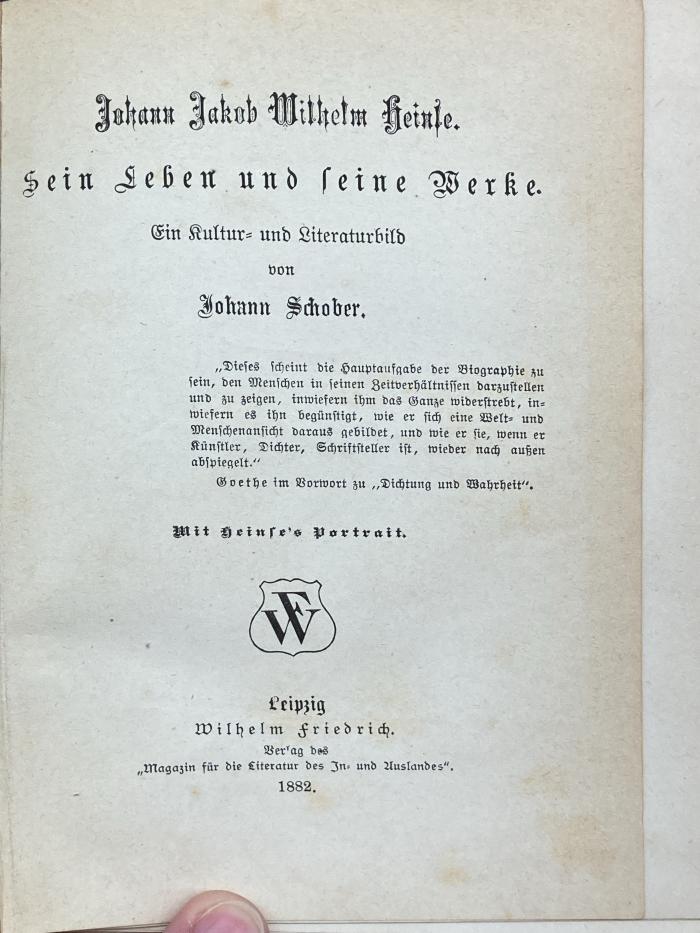 Johann Jakob Wilhelm Heinse.
Sein Leben und seine Werke.
Ein Kultur- und Literaturbild
von
Johann Schober.
„Dieses scheint die Hauptaufgabe der Biographie zu
sein, den Menschen in seinen Zeitverhältnissen darzustellen
und zu zeigen, inwiefern ihm das Ganze widerstrebt, in-
wiefern es ihn begünstigt, wie er sich eine Welt- und
Menschenansicht daraus gebildet, und wie er sie, wenn er
Künstler, Dichter, Schriftsteller ist, wieder nach außen
abspiegelt.“
Goethe im Vorwort zu „Dichtung und Wahrheit“.
Mit Heinse's Portrait.
WF
Leipzig
Wilhelm Friedrich.
Verlag des
„Magazin für die Literatur des In- und Auslandes“.
1882.